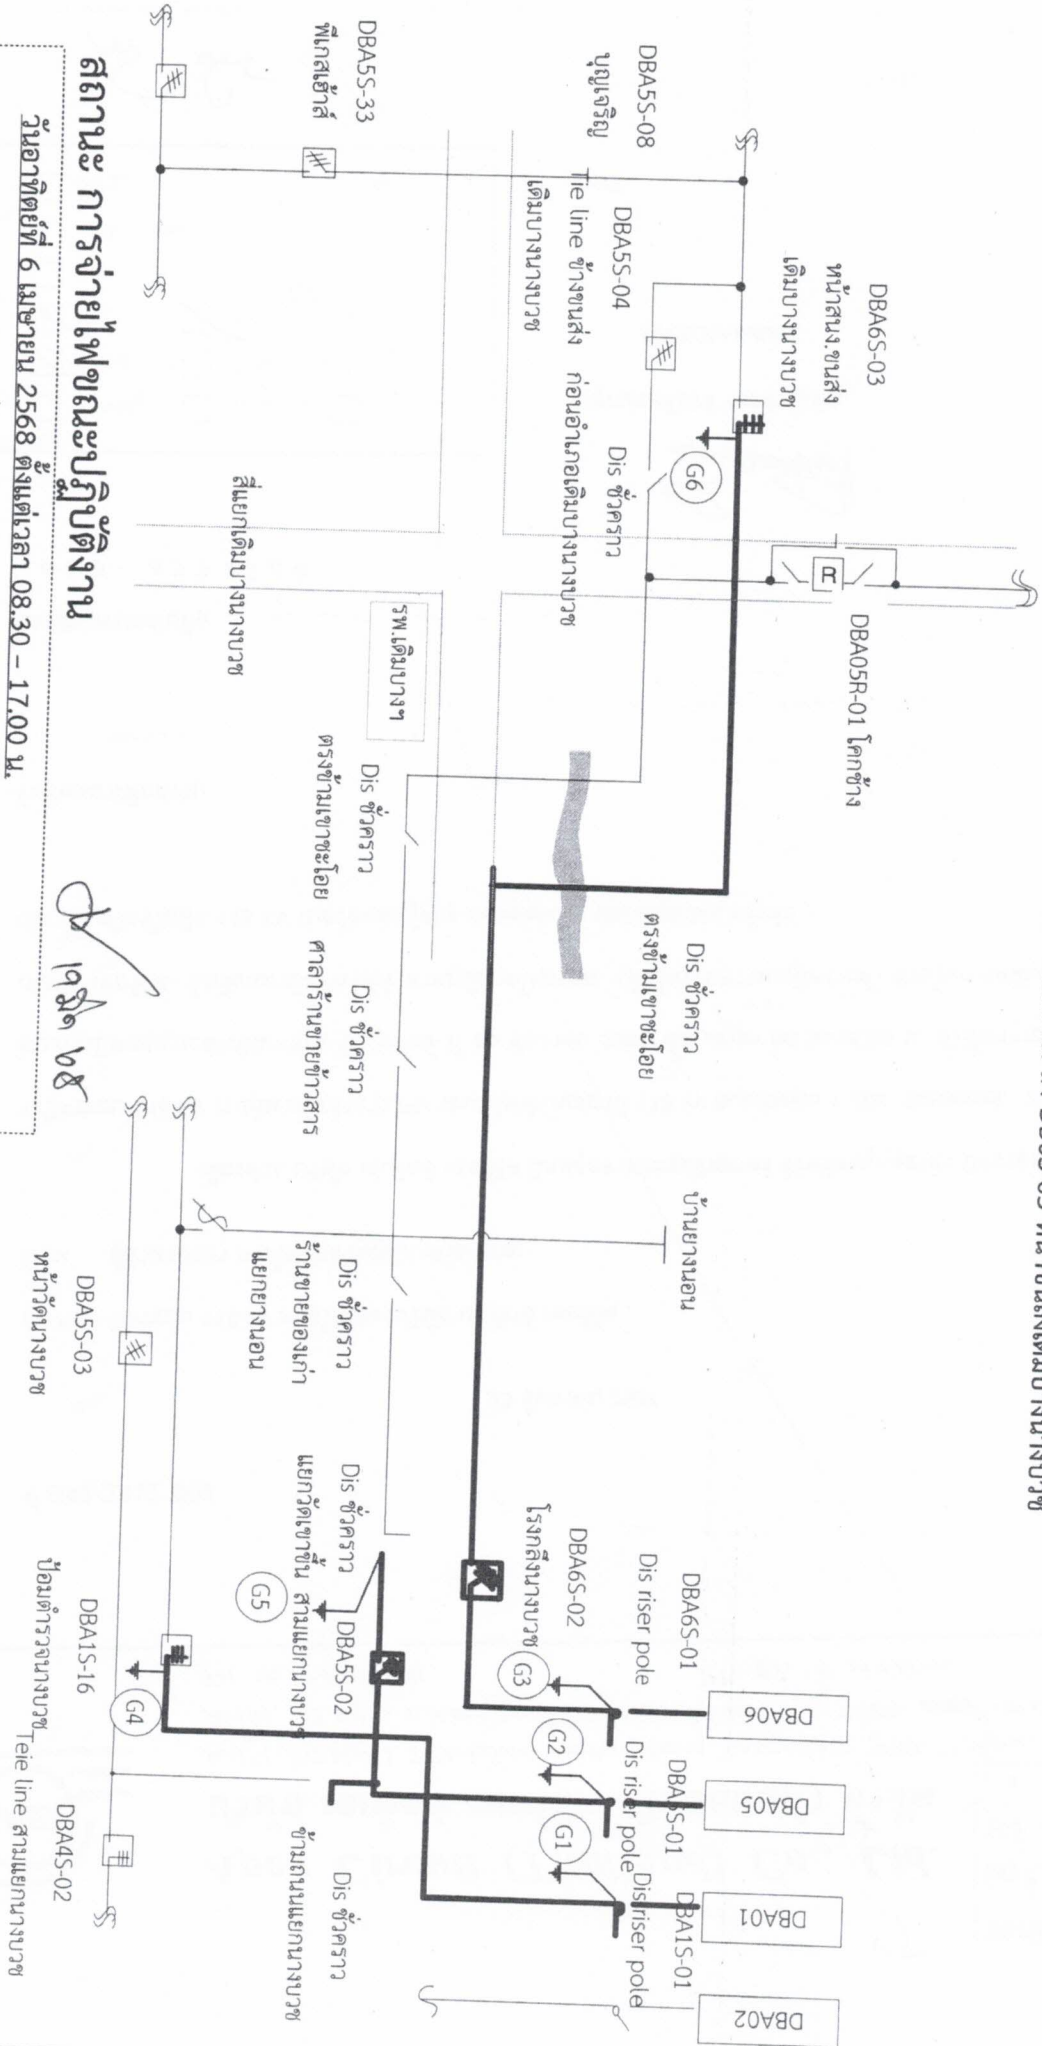 DBA6S-03
หน้าสนง.ขนส่ง
เดิมบางนางบวช
DBA05R-01 โคกช้าง
R
DBA5S-08
บุญเจริญ
DBA5S-04
Tie line ข้างขนส่ง ก่อนอำเภอเดิมบางนางบวช
เดิมบางนางบวช
Dis ชั่วคราว
G6
DBA5S-33
พีเกสเฮ้าส์
สี่แยกเดิมบางนางบวช
รพ.เดิมบางฯ
Dis ชั่วคราว
ตรงข้ามเขาชะโอย
Dis ชั่วคราว
ศาลาร้านขายข้าวสาร
Dis ชั่วคราว
ตรงข้ามเขาชะโอย
บ้านยางนอน
Dis ชั่วคราว
ร้านขายของเก่า
แยกยางนอน
Dis ชั่วคราว
แยกวัดเขาขึ้น สามแยกนางบวช
DBA5S-02
G5
DBA6S-02
โรงกลึงนางบวช
DBA6S-01
Dis riser pole
G3
DBA06
G2
Dis riser pole
DBA05
G1
DBA1S-01
Dis riser pole
DBA01
DBA02
Dis ชั่วคราว
ข้ามถนนแยกนางบวช
DBA5S-03
หน้าวัดนางบวช
DBA1S-16
ป้อมตำรวจนางบวช
G4
DBA4S-02
Teie line สามแยกนางบวช
สถานะ การจ่ายไฟขณะปฏิบัติงาน
วันอาทิตย์ที่ 6 เมษายน 2568 ตั้งแต่เวลา 08.30 – 17.00 น.